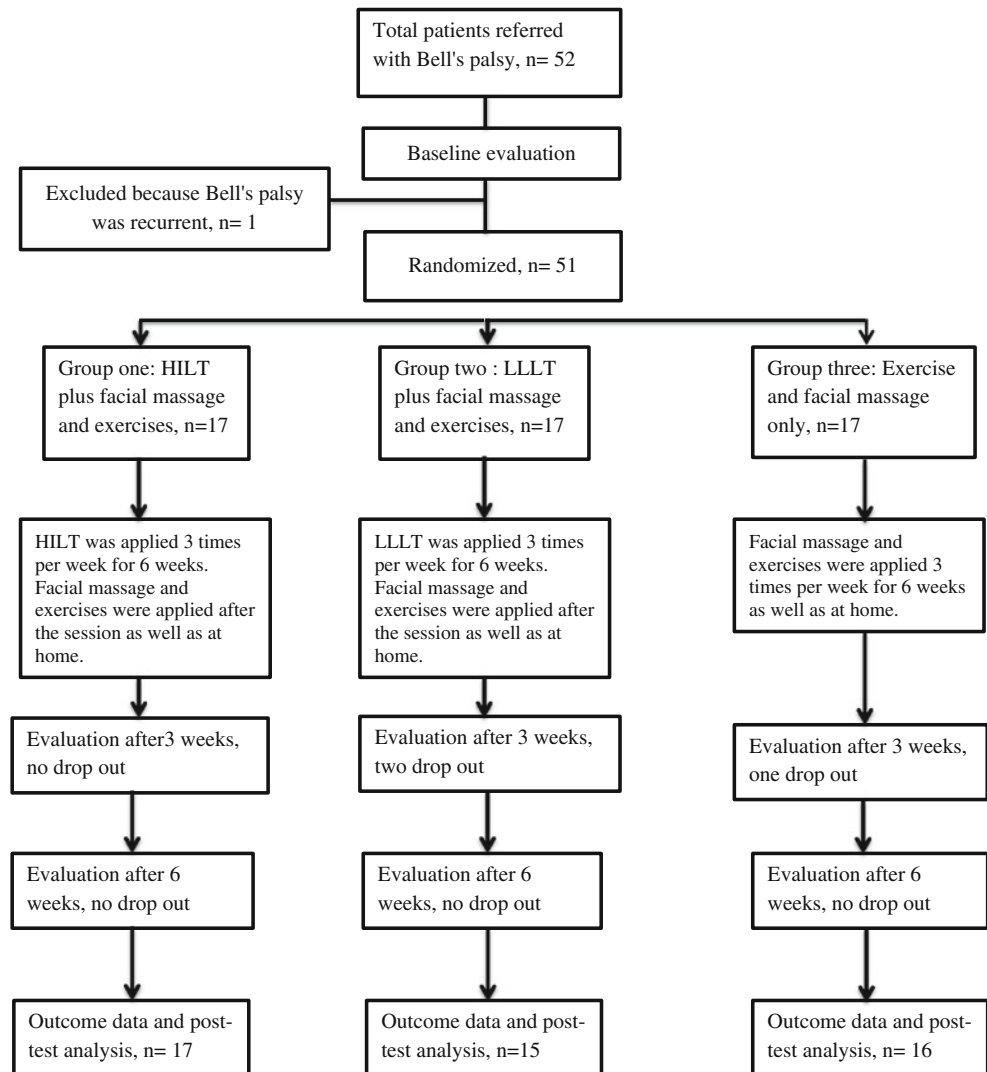 Total patients referred
with Bell's palsy, n= 52
Baseline evaluation
Excluded because Bell's palsy
was recurrent, n= 1
Randomized, n= 51
Group one: HILT
plus facial massage
and exercises, n=17
Group two : LLLT
plus facial massage
and exercises, n=17
Group three: Exercise
and facial massage
only, n=17
HILT was applied 3 times
per week for 6 weeks.
Facial massage and
exercises were applied after
the session as well as at
home.
LLLT was applied 3 times
per week for 6 weeks.
Facial massage and
exercises were applied after
the session as well as at
home.
Facial massage and
exercises were applied 3
times per week for 6 weeks
as well as at home.
Evaluation after3 weeks,
no drop out
Evaluation after 3 weeks,
two drop out
Evaluation after 3 weeks,
one drop out
Evaluation after 6
weeks, no drop out
Evaluation after 6
weeks, no drop out
Evaluation after 6
weeks, no drop out
Outcome data and post-
test analysis, n= 17
Outcome data and post-
test analysis, n=15
Outcome data and post-
test analysis, n= 16